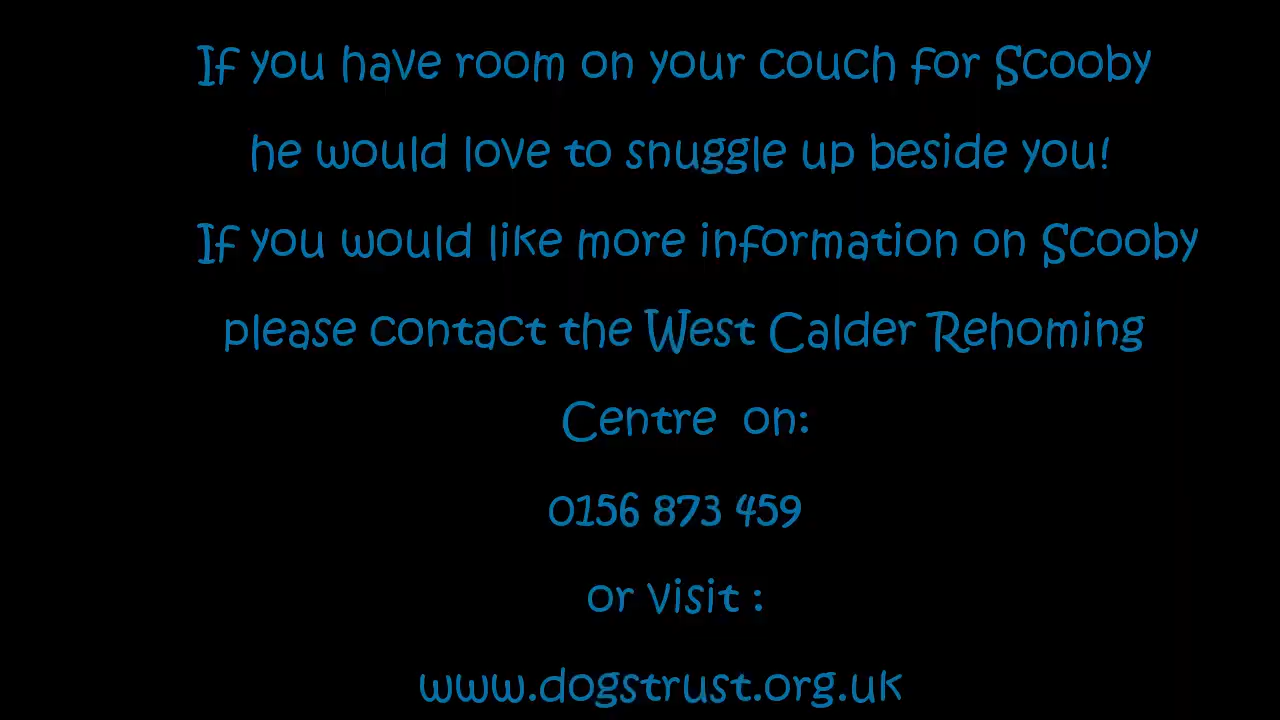 If you have room on your couch for Scooby
he would love to snuggle up beside you!
If you would like more information on Scooby
please contact the West Calder Rehoming
Centre on:
0156 873 459
or visit :
www.dogstrust.org.uk